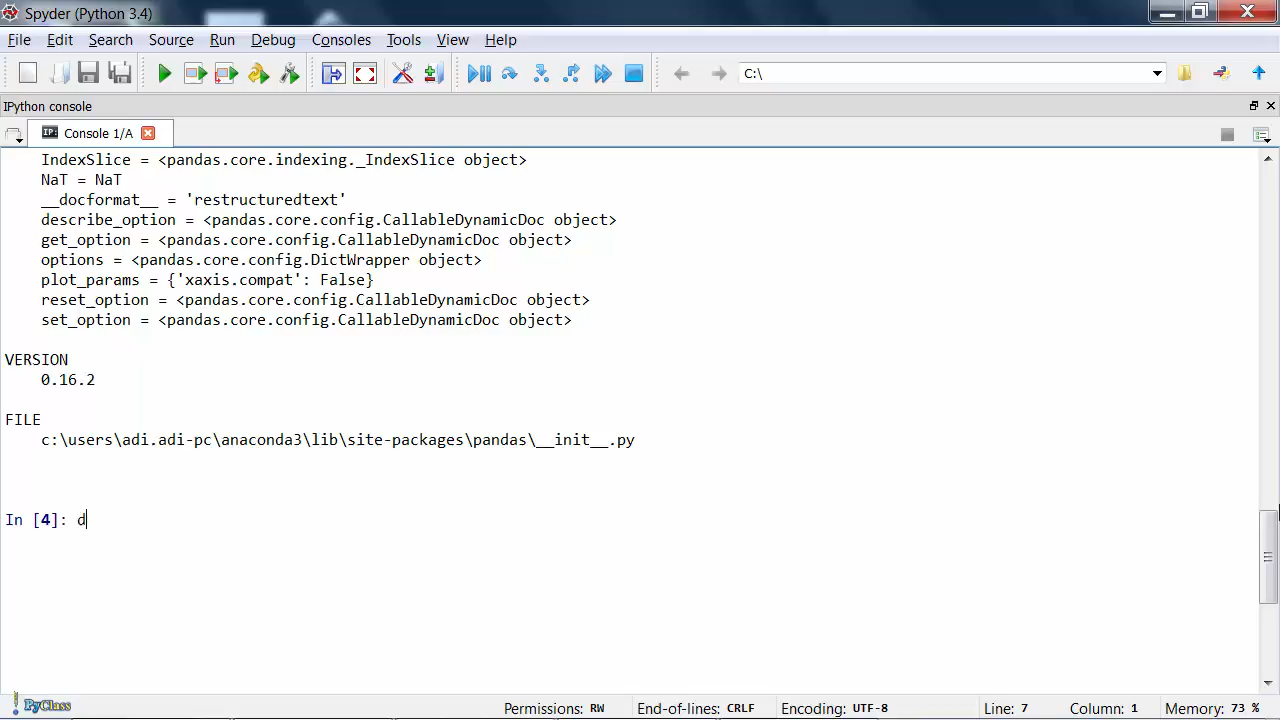 Spyder (Python 3.4)
File Edit Search Source Run Debug Consoles Tools View Help
C:\
IPython console
IP: Console 1/A
IndexSlice = <pandas.core.indexing._IndexSlice object>
NaT = NaT
__docformat__ = 'restructuredtext'
describe_option = <pandas.core.config.CallableDynamicDoc object>
get_option = <pandas.core.config.CallableDynamicDoc object>
options = <pandas.core.config.DictWrapper object>
plot_params = {'xaxis.compat': False}
reset_option = <pandas.core.config.CallableDynamicDoc object>
set_option = <pandas.core.config.CallableDynamicDoc object>
VERSION
0.16.2
FILE
c:\users\adi.adi-pc\anaconda3\lib\site-packages\pandas\__init__.py
In [4]: d
PyClass
Permissions: RW End-of-lines: CRLF Encoding: UTF-8 Line: 7 Column: 1 Memory: 73 %